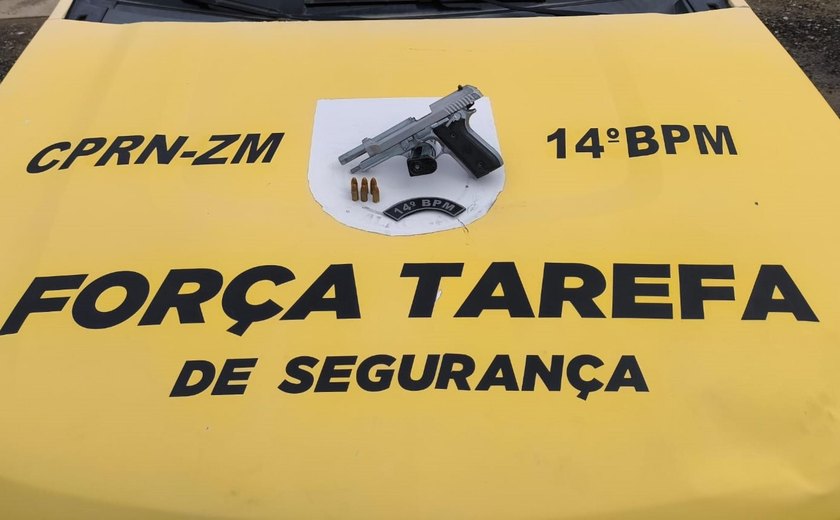 CPRN-ZM
14ºBPM
14º BPM
FORÇA TAREFA
DE SEGURANÇA